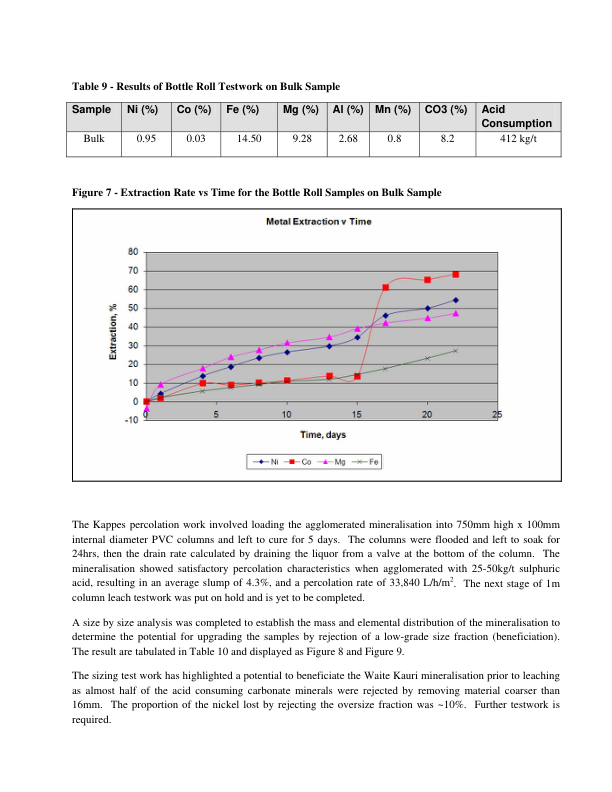 Table 9 - Results of Bottle Roll Testwork on Bulk Sample
Sample Ni (%) Co (%) Fe (%) Mg (%) Al (%) Mn (%) CO3 (%) Acid Consumption
Bulk 0.95 0.03 14.50 9.28 2.68 0.8 8.2 412 kg/t
Figure 7 - Extraction Rate vs Time for the Bottle Roll Samples on Bulk Sample
Metal Extraction v Time
80
70
60
50
40
30
20
10
0
-10
Extraction, %
0 5 10 15 20 25
Time, days
Ni Co Mg Fe
The Kappes percolation work involved loading the agglomerated mineralisation into 750mm high x 100mm
internal diameter PVC columns and left to cure for 5 days. The columns were flooded and left to soak for
24hrs, then the drain rate calculated by draining the liquor from a valve at the bottom of the column. The
mineralisation showed satisfactory percolation characteristics when agglomerated with 25-50kg/t sulphuric
acid, resulting in an average slump of 4.3%, and a percolation rate of 33,840 L/h/m². The next stage of 1m
column leach testwork was put on hold and is yet to be completed.
A size by size analysis was completed to establish the mass and elemental distribution of the mineralisation to
determine the potential for upgrading the samples by rejection of a low-grade size fraction (beneficiation).
The result are tabulated in Table 10 and displayed as Figure 8 and Figure 9.
The sizing test work has highlighted a potential to beneficiate the Waite Kauri mineralisation prior to leaching
as almost half of the acid consuming carbonate minerals were rejected by removing material coarser than
16mm. The proportion of the nickel lost by rejecting the oversize fraction was ~10%. Further testwork is
required.